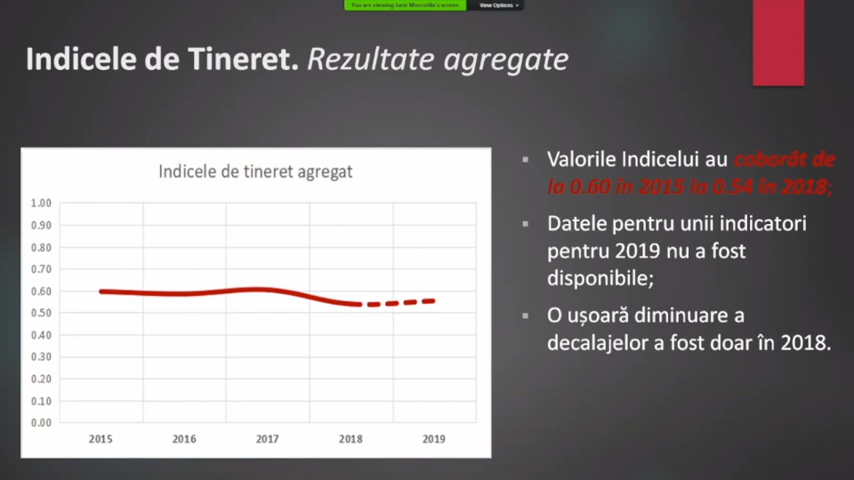 You are viewing Iurie Morcotîlo's screen
View Options
Indicele de Tineret. Rezultate agregate
Indicele de tineret agregat
1.00
0.90
0.80
0.70
0.60
0.50
0.40
0.30
0.20
0.10
0.00
2015 2016 2017 2018 2019
Valorile Indicelui au coborât de
la 0.60 în 2015 la 0.54 în 2018;
Datele pentru unii indicatori
pentru 2019 nu a fost
disponibile;
O ușoară diminuare a
decalajelor a fost doar în 2018.